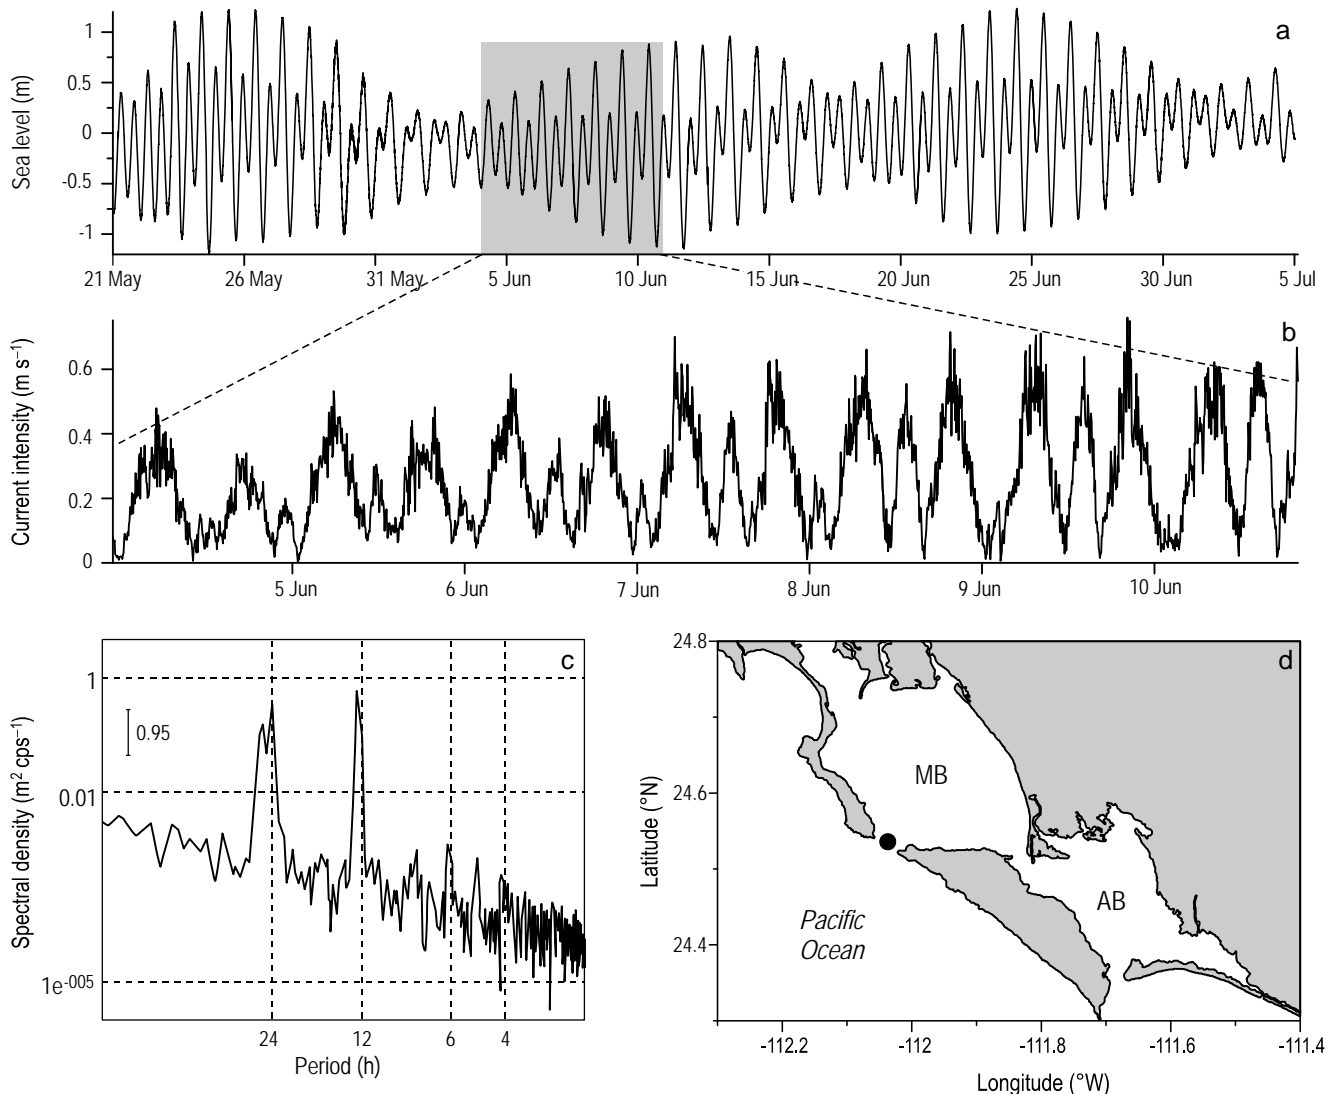 a
Sea level (m)
1
0.5
0
-0.5
-1
21 May
26 May
31 May
5 Jun
10 Jun
15 Jun
20 Jun
25 Jun
30 Jun
5 Jul
b
Current intensity (m s⁻¹)
0.6
0.4
0.2
0
5 Jun
6 Jun
7 Jun
8 Jun
9 Jun
10 Jun
c
Spectral density (m² cps⁻¹)
1
0.01
1e⁻⁰⁰⁵
0.95
24
12
6
4
Period (h)
d
Latitude (°N)
24.8
24.6
24.4
MB
AB
Pacific
Ocean
-112.2
-112
-111.8
-111.6
-111.4
Longitude (°W)